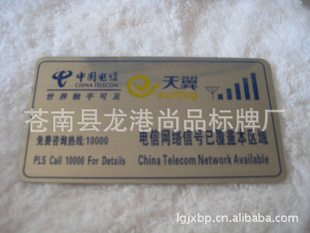 中国电信 天翼
CHINA TELECOM surfing
世界触手可及
苍南县龙港尚品标牌厂
免费咨询热线:10000 电信网络信号已覆盖本区域
PLS Call 10000 For Details China Telecom Network Available
lgjxbp.cn.alibaba.com